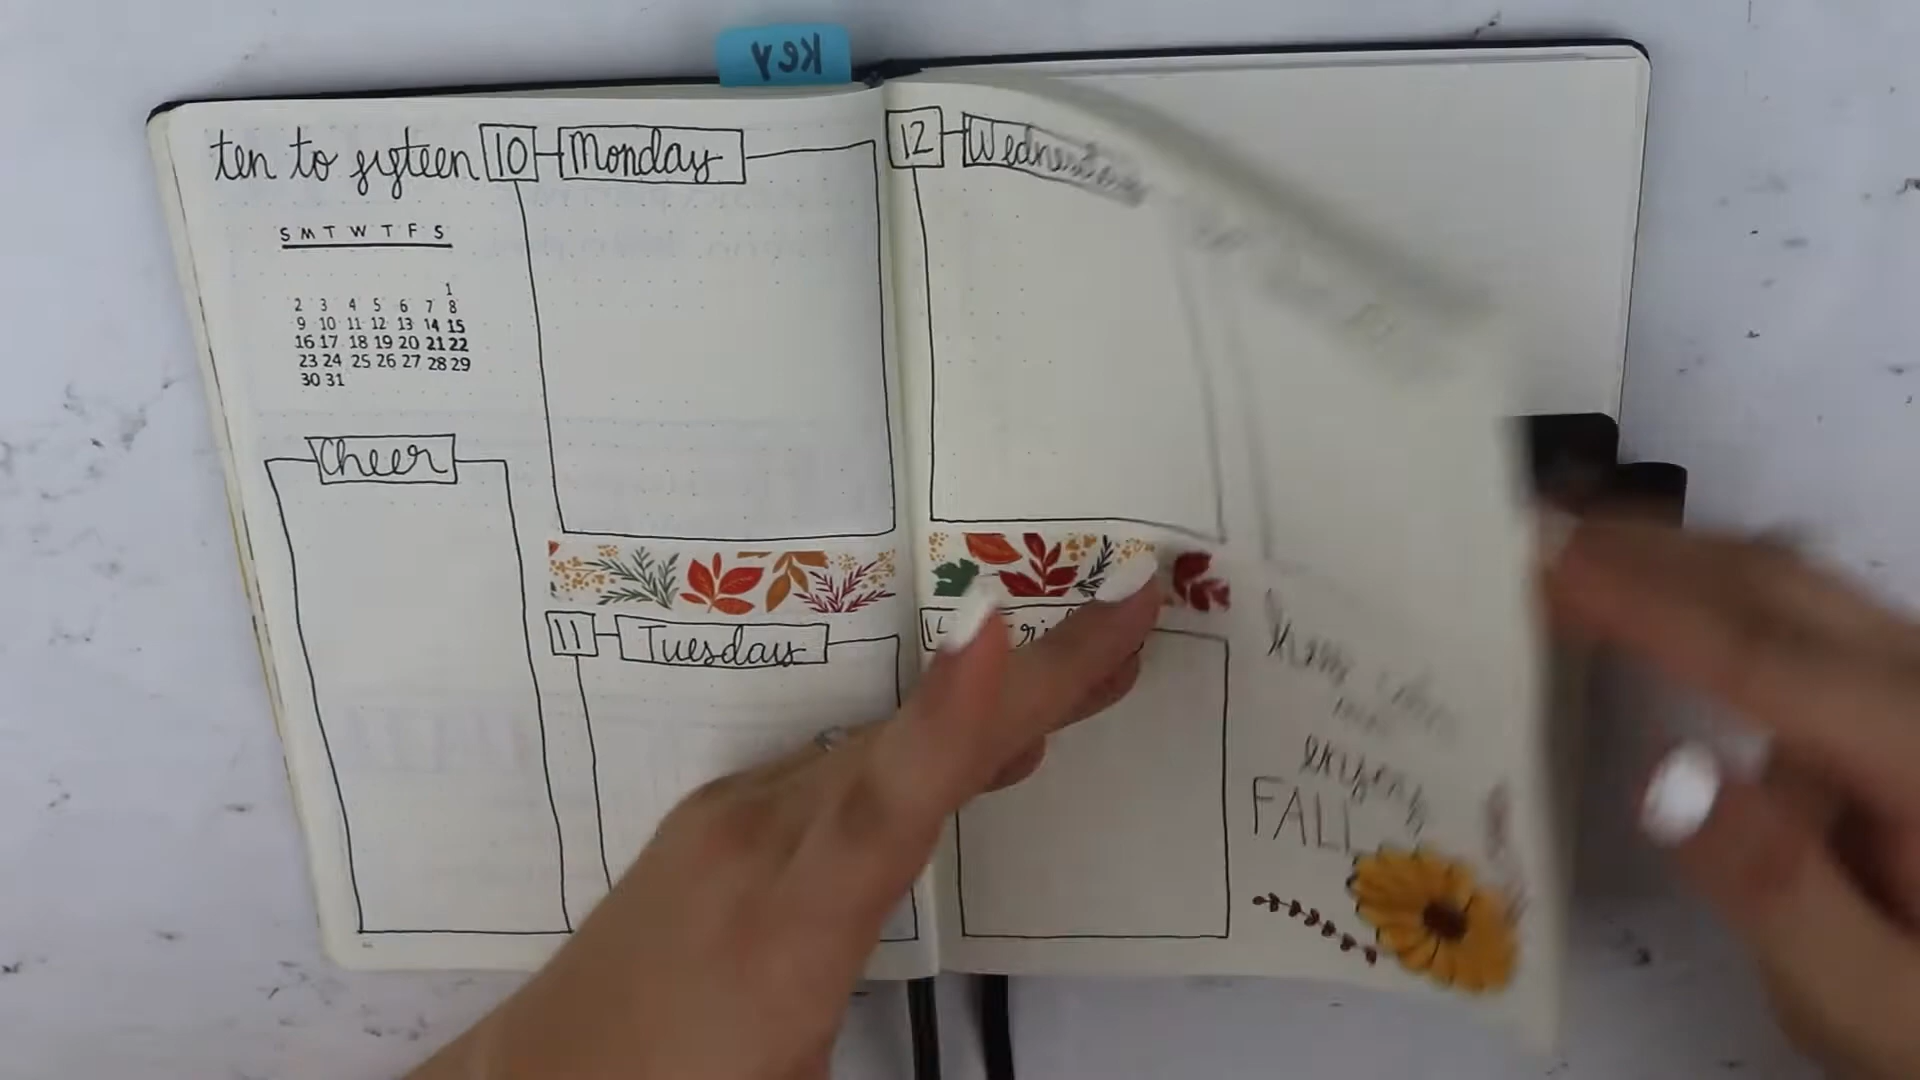 Key
ten to fifteen
10 Monday
S M T W T F S
1
2 3 4 5 6 7 8
9 10 11 12 13 14 15
16 17 18 19 20 21 22
23 24 25 26 27 28 29
30 31
Cheer
11 Tuesday
12 Wednesday
FALL